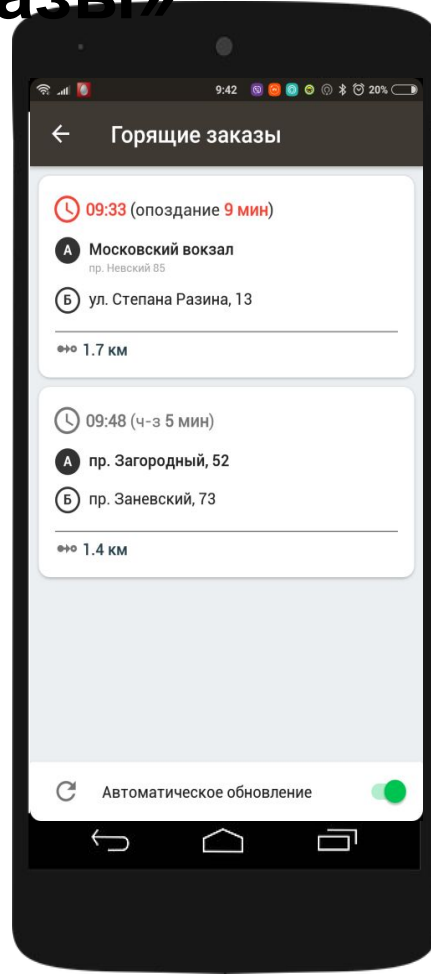 азы»
9:42 20%
Горящие заказы
09:33 (опоздание 9 мин)
А Московский вокзал
пр. Невский 85
Б ул. Степана Разина, 13
1.7 км
09:48 (ч-з 5 мин)
А пр. Загородный, 52
Б пр. Заневский, 73
1.4 км
Автоматическое обновление